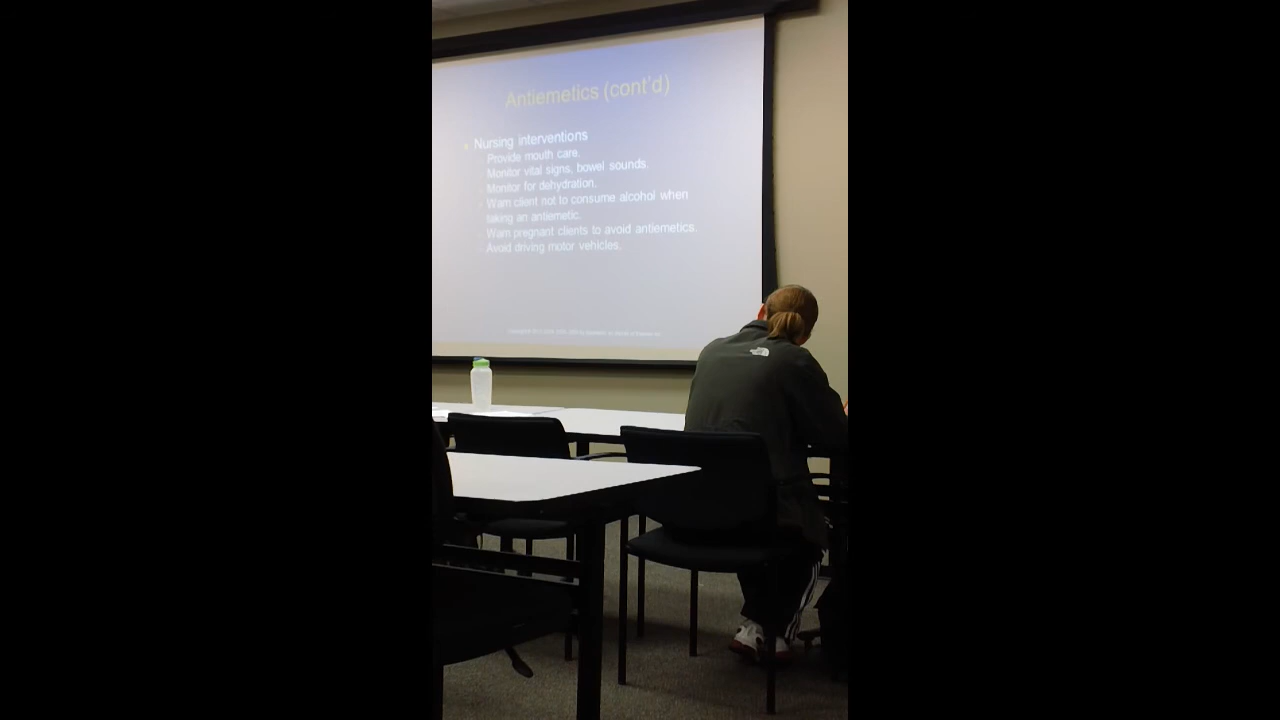 Antiemetics (cont'd)
Nursing interventions
Provide mouth care.
Monitor vital signs, bowel sounds.
Monitor for dehydration.
Warn client not to consume alcohol when
taking an antiemetic.
Warn pregnant clients to avoid antiemetics.
Avoid driving motor vehicles.